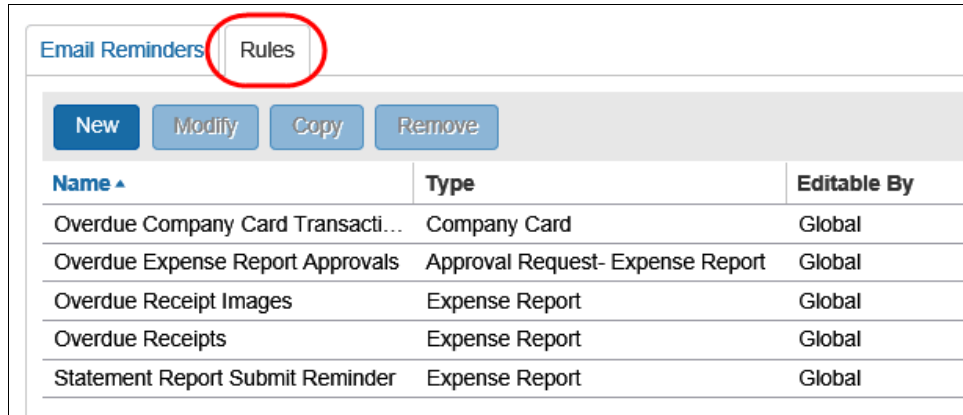 Email Reminders Rules
New Modify Copy Remove
Name Type Editable By
Overdue Company Card Transacti... Company Card Global
Overdue Expense Report Approvals Approval Request- Expense Report Global
Overdue Receipt Images Expense Report Global
Overdue Receipts Expense Report Global
Statement Report Submit Reminder Expense Report Global